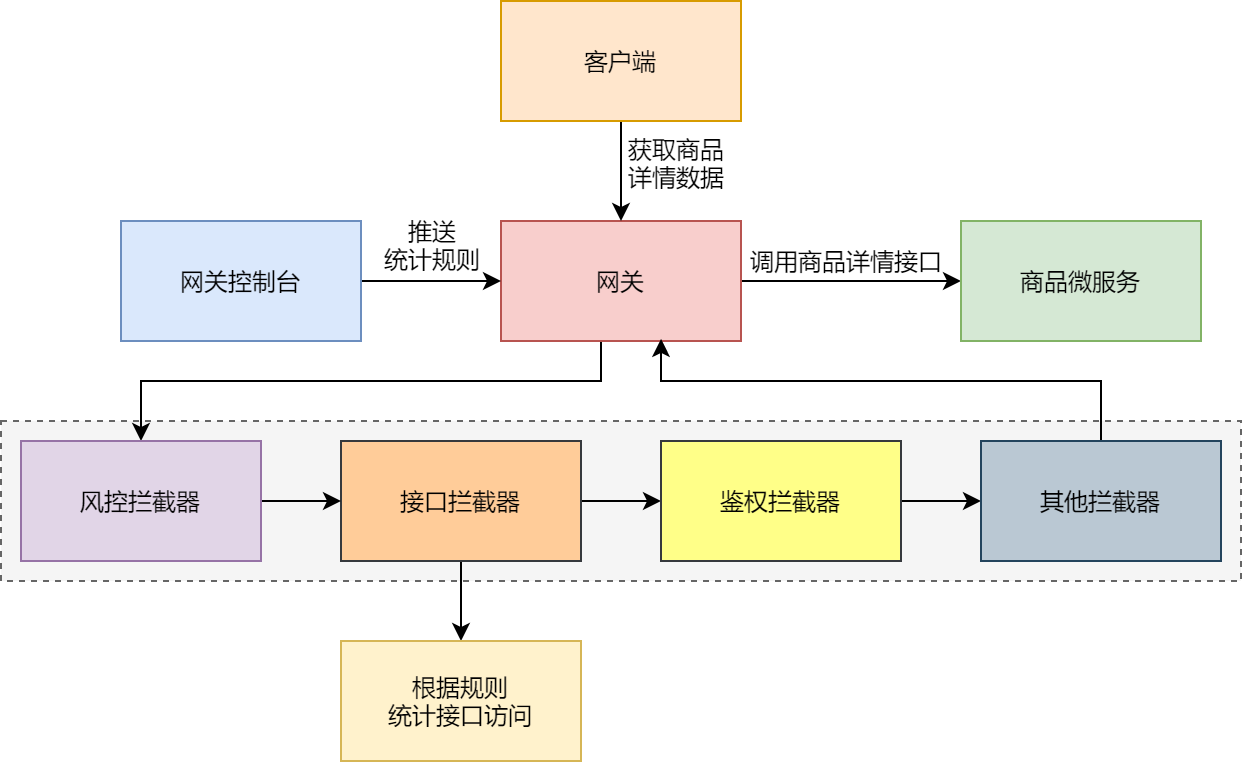 客户端
获取商品
详情数据
推送
统计规则
网关控制台
网关
调用商品详情接口
商品微服务
风控拦截器
接口拦截器
鉴权拦截器
其他拦截器
根据规则
统计接口访问